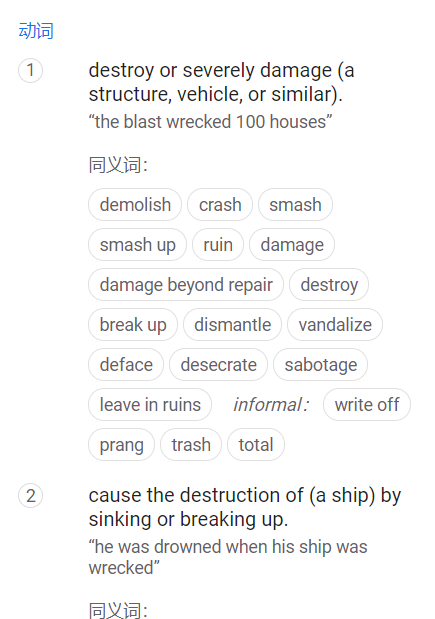 动词
1
destroy or severely damage (a
structure, vehicle, or similar).
“the blast wrecked 100 houses”
同义词：
demolish crash smash
smash up ruin damage
damage beyond repair destroy
break up dismantle vandalize
deface desecrate sabotage
leave in ruins informal： write off
prang trash total
2
cause the destruction of (a ship) by
sinking or breaking up.
“he was drowned when his ship was
wrecked”
同义词：